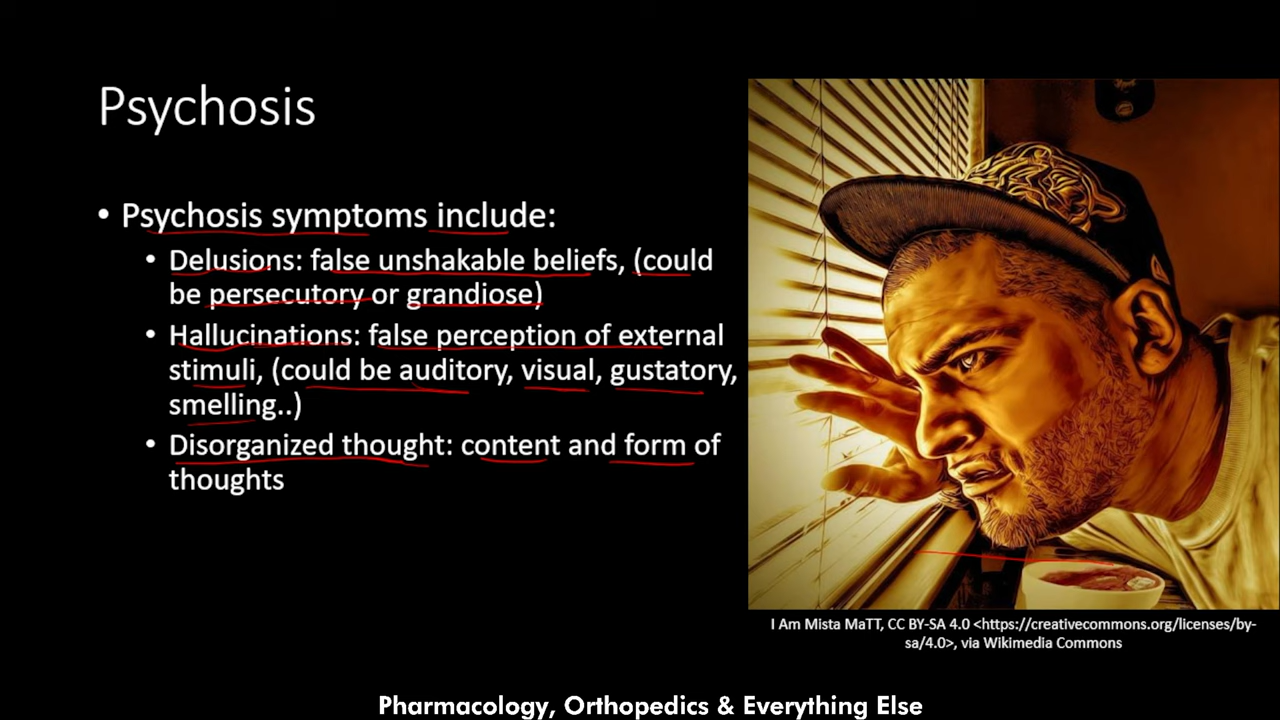 Psychosis
• Psychosis symptoms include:
• Delusions: false unshakable beliefs, (could
be persecutory or grandiose)
• Hallucinations: false perception of external
stimuli, (could be auditory, visual, gustatory,
smelling..)
• Disorganized thought: content and form of
thoughts
I Am Mista MaTT, CC BY-SA 4.0 <https://creativecommons.org/licenses/by-
sa/4.0>, via Wikimedia Commons
Pharmacology, Orthopedics & Everything Else